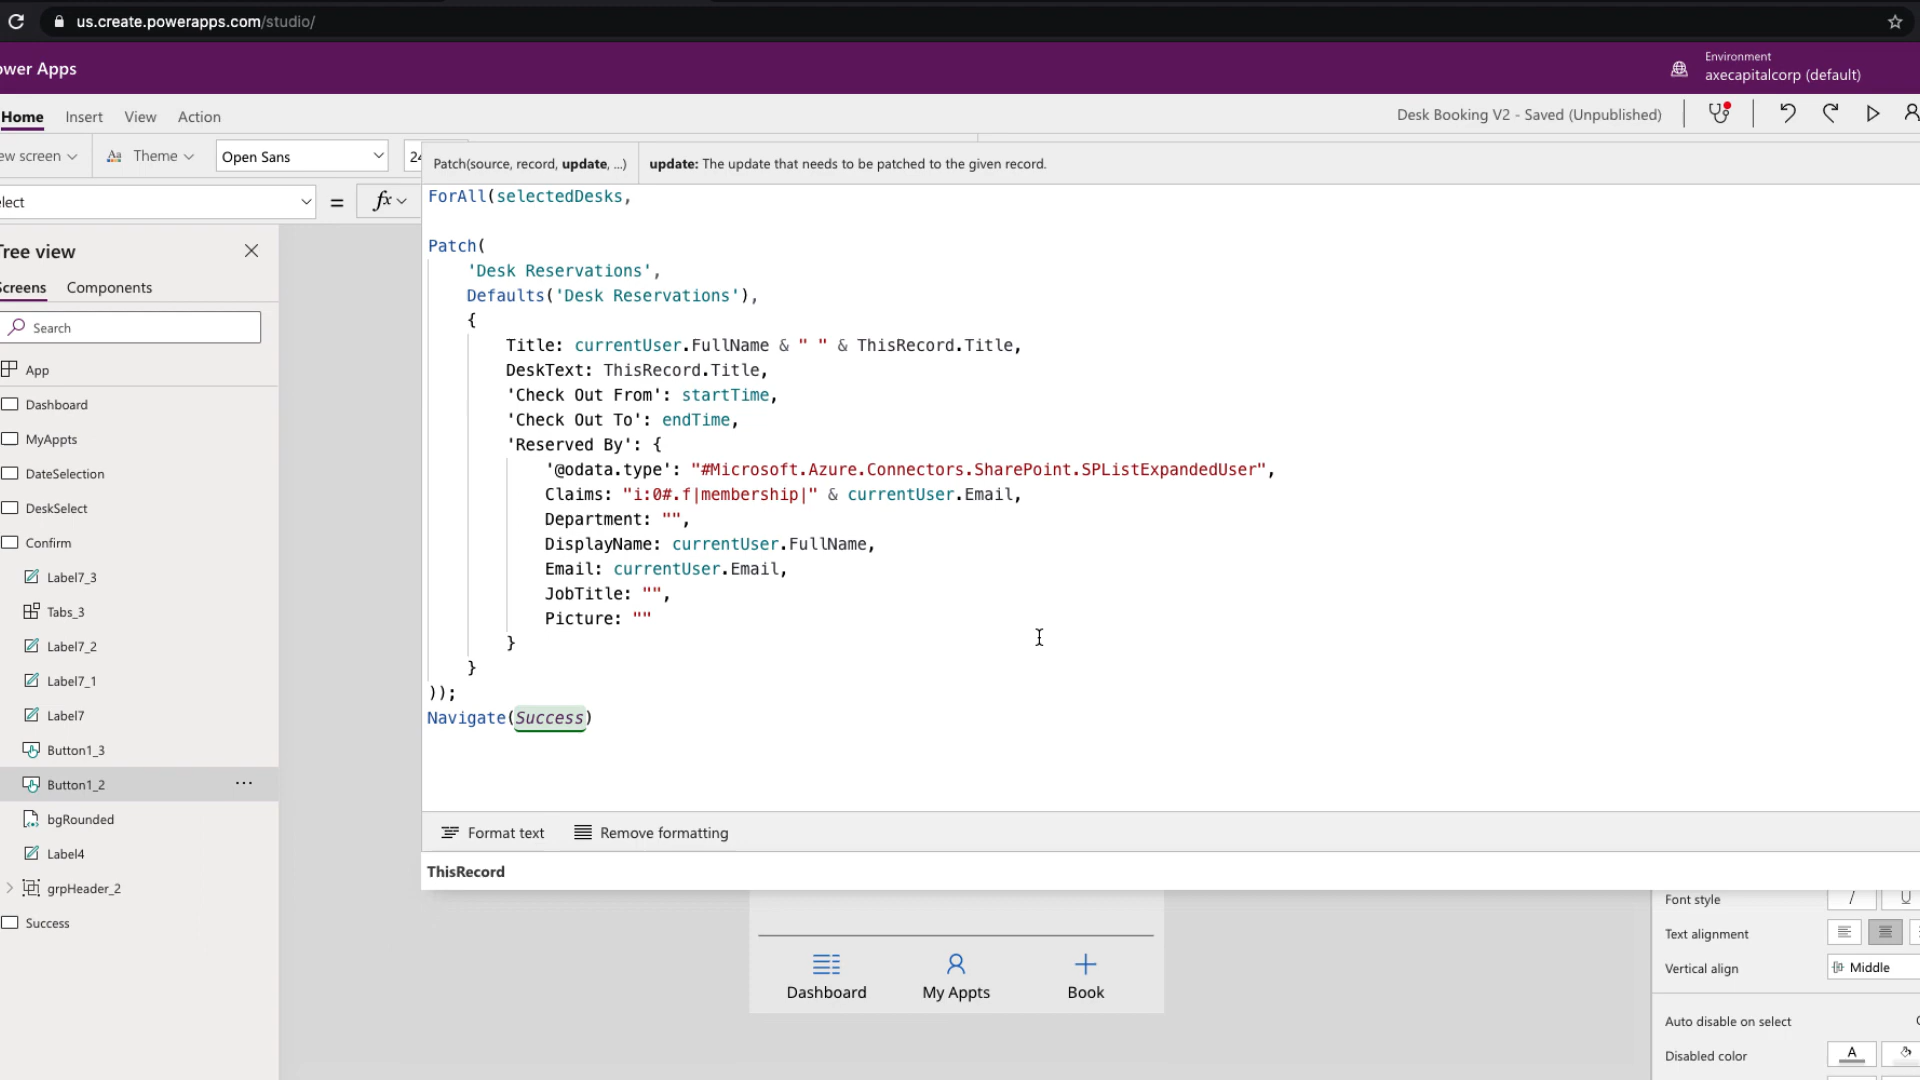 us.create.powerapps.com/studio/
ower Apps
Environment
axecapitalcorp (default)
Home Insert View Action
Desk Booking V2 - Saved (Unpublished)
ew screen Theme Open Sans 24
Patch(source, record, update, ...) update: The update that needs to be patched to the given record.
lect = fx
ForAll(selectedDesks,
Patch(
'Desk Reservations',
Defaults('Desk Reservations'),
{
Title: currentUser.FullName & " " & ThisRecord.Title,
DeskText: ThisRecord.Title,
'Check Out From': startTime,
'Check Out To': endTime,
'Reserved By': {
'@odata.type': "#Microsoft.Azure.Connectors.SharePoint.SPListExpandedUser",
Claims: "i:0#.f|membership|" & currentUser.Email,
Department: "",
DisplayName: currentUser.FullName,
Email: currentUser.Email,
JobTitle: "",
Picture: ""
}
}
));
Navigate(Success)
Format text Remove formatting
ThisRecord
Tree view
Screens Components
Search
App
Dashboard
MyAppts
DateSelection
DeskSelect
Confirm
Label7_3
Tabs_3
Label7_2
Label7_1
Label7
Button1_3
Button1_2 ...
bgRounded
Label4
grpHeader_2
Success
Dashboard My Appts Book
Font style / U
Text alignment
Vertical align Middle
Auto disable on select
Disabled color A